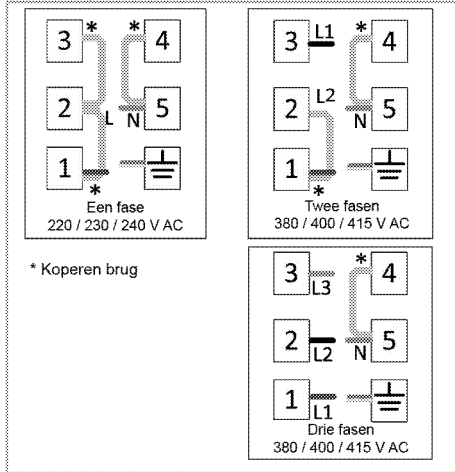 3 * * 4
2 L N 5
1 *
Een fase
220 / 230 / 240 V AC
3 L1 * 4
2 L2 N 5
1 *
Twee fasen
380 / 400 / 415 V AC
* Koperen brug
3 L3 * 4
2 L2 N 5
1 L1
Drie fasen
380 / 400 / 415 V AC